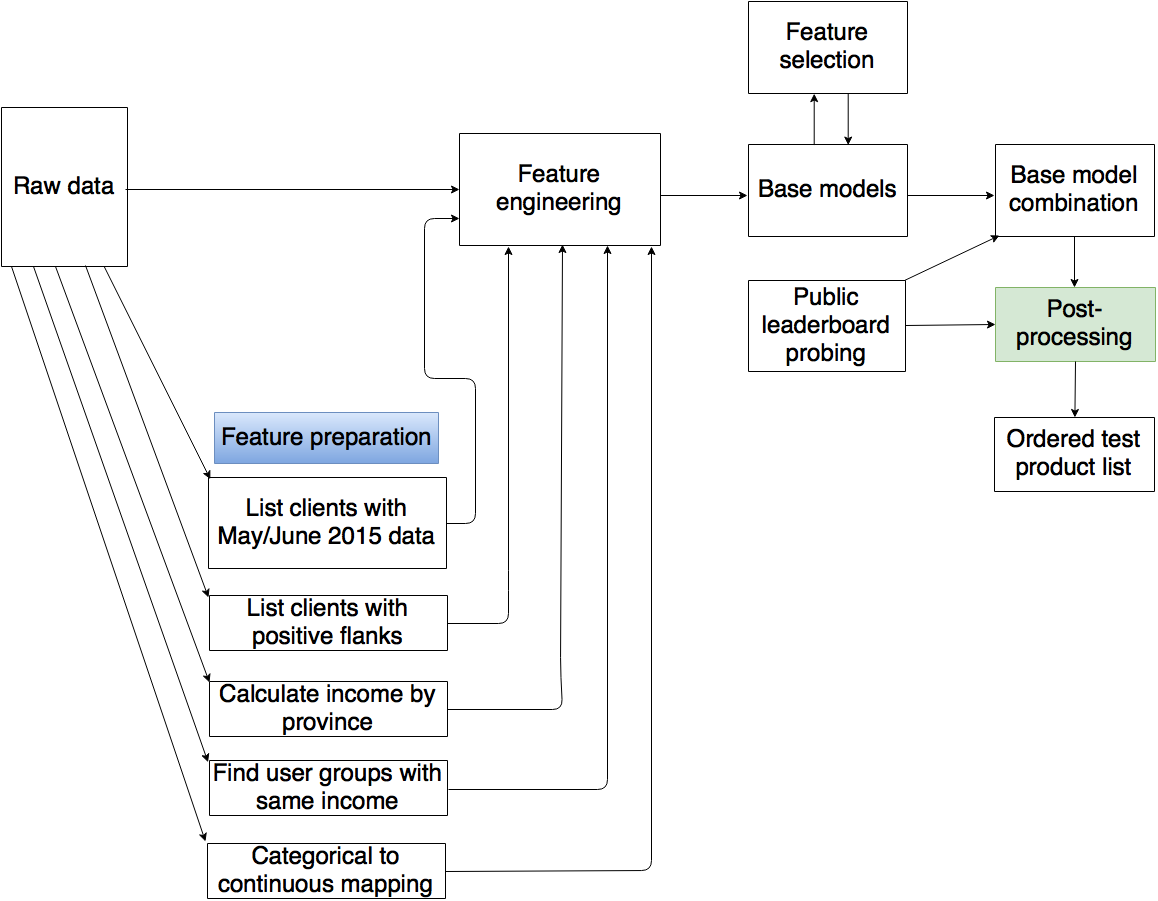 Feature
selection
Raw data
Feature
engineering
Base models
Base model
combination
Public
leaderboard
probing
Post-
processing
Ordered test
product list
Feature preparation
List clients with
May/June 2015 data
List clients with
positive flanks
Calculate income by
province
Find user groups with
same income
Categorical to
continuous mapping